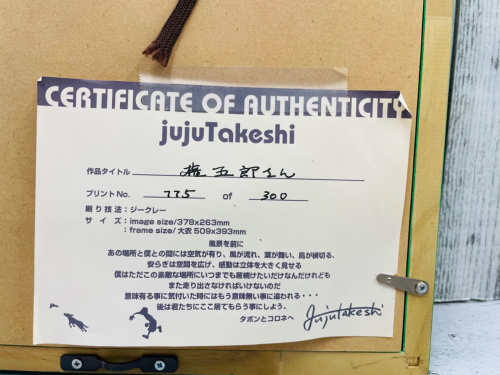 CERTIFICATE OF AUTHENTICITY
jujuTakeshi
作品タイトル 権五郎さん
プリントNo. 775 of 300
刷り技法：ジークレー
サイズ：image size/378x263mm
：frame size/ 大衣 509x393mm
風景を前に
あの場所と僕との間には空気が有り、風が流れ、葉が舞い、鳥が横切る、
安らぎは空間を広げ、感動は立体を大きく見せる
僕はただこの素敵な場所にいつまでも居続けたいだけなんだけれども
また走り出さなければいけないのだ
意味有る事に気付いた時にはもう意味無い事に追われる・・・
後は君たちにここ居てもらう事にしよう。
タポンとコロネへ
jujutakeshi